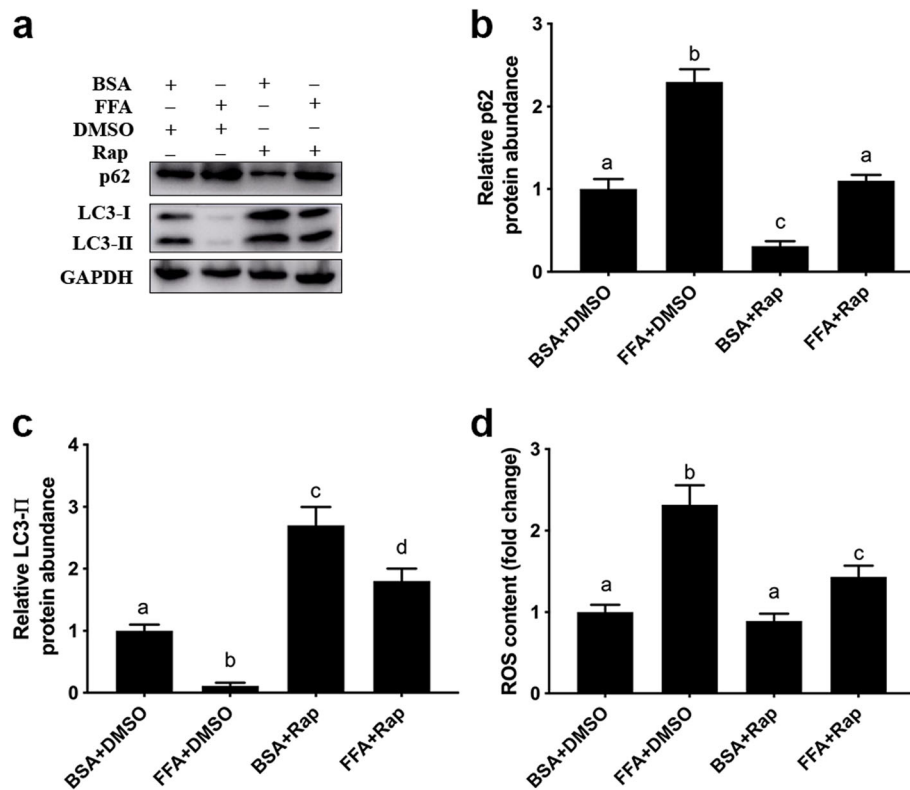 a
BSA + – + –
FFA – + – +
DMSO + + – –
Rap – – + +
p62
LC3-I
LC3-II
GAPDH
b
Relative p62
protein abundance
3
2
1
0
a
b
c
a
BSA+DMSO
FFA+DMSO
BSA+Rap
FFA+Rap
c
Relative LC3-II
protein abundance
4
3
2
1
0
a
b
c
d
BSA+DMSO
FFA+DMSO
BSA+Rap
FFA+Rap
d
ROS content (fold change)
3
2
1
0
a
b
a
c
BSA+DMSO
FFA+DMSO
BSA+Rap
FFA+Rap